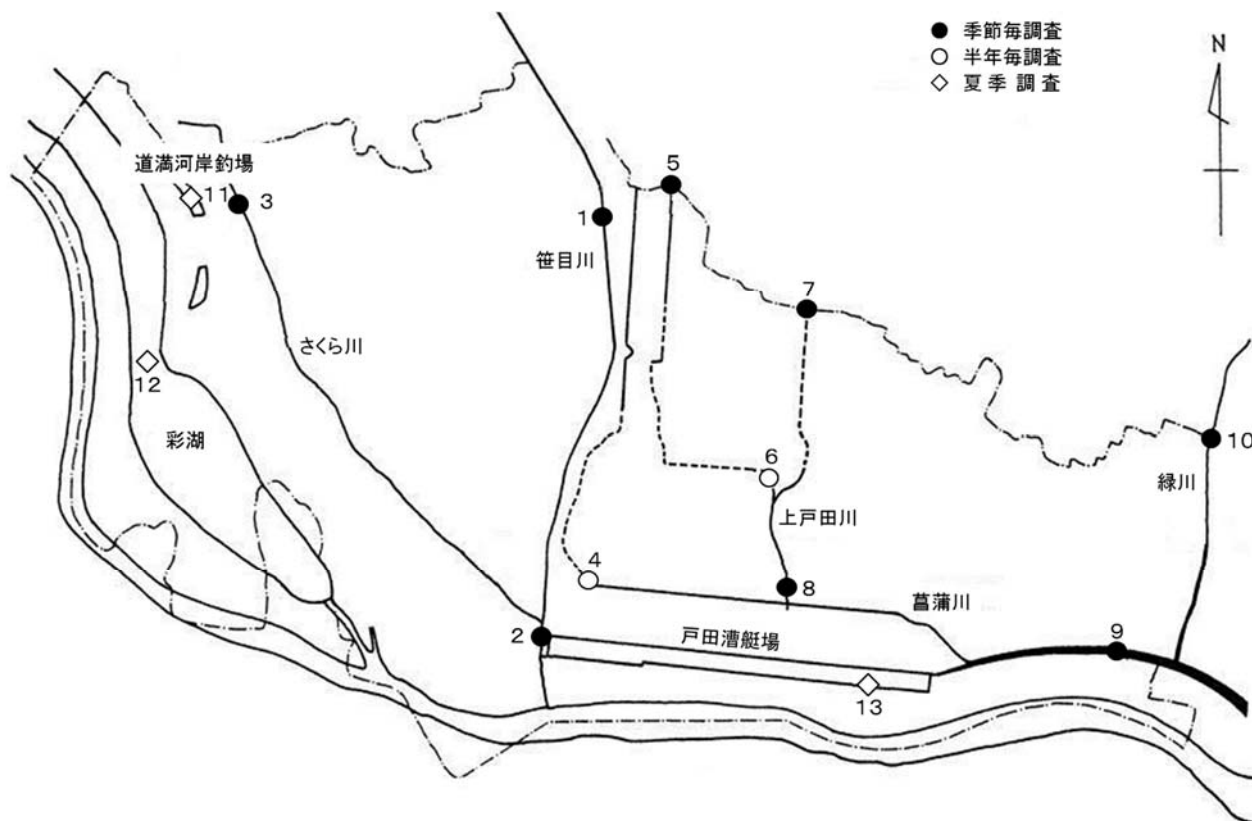 ● 季節毎調査
○ 半年毎調査
◇ 夏季調査
N
道満河岸釣場
11
3
1
5
笹目川
7
さくら川
12
彩湖
10
緑川
6
上戸田川
4
8
菖蒲川
2
戸田漕艇場
9
13